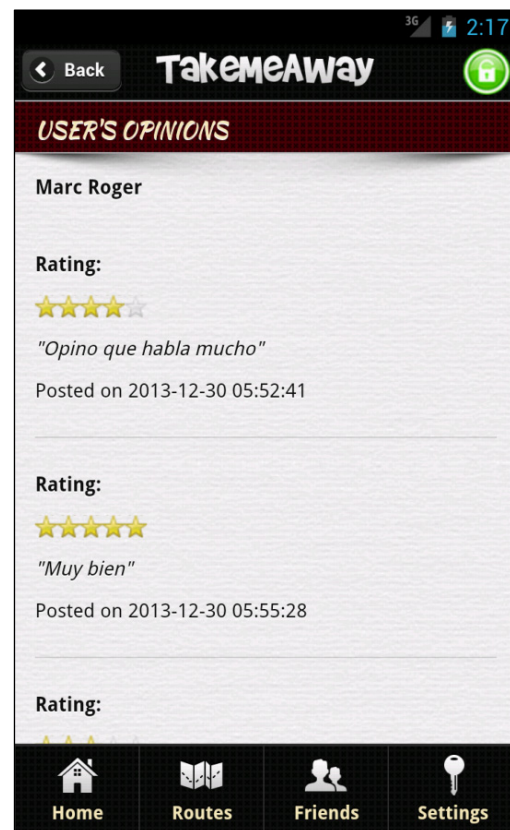 3G 2:17
Back TakemeAway
USER'S OPINIONS
Marc Roger
Rating:
"Opino que habla mucho"
Posted on 2013-12-30 05:52:41
Rating:
"Muy bien"
Posted on 2013-12-30 05:55:28
Rating:
Home Routes Friends Settings